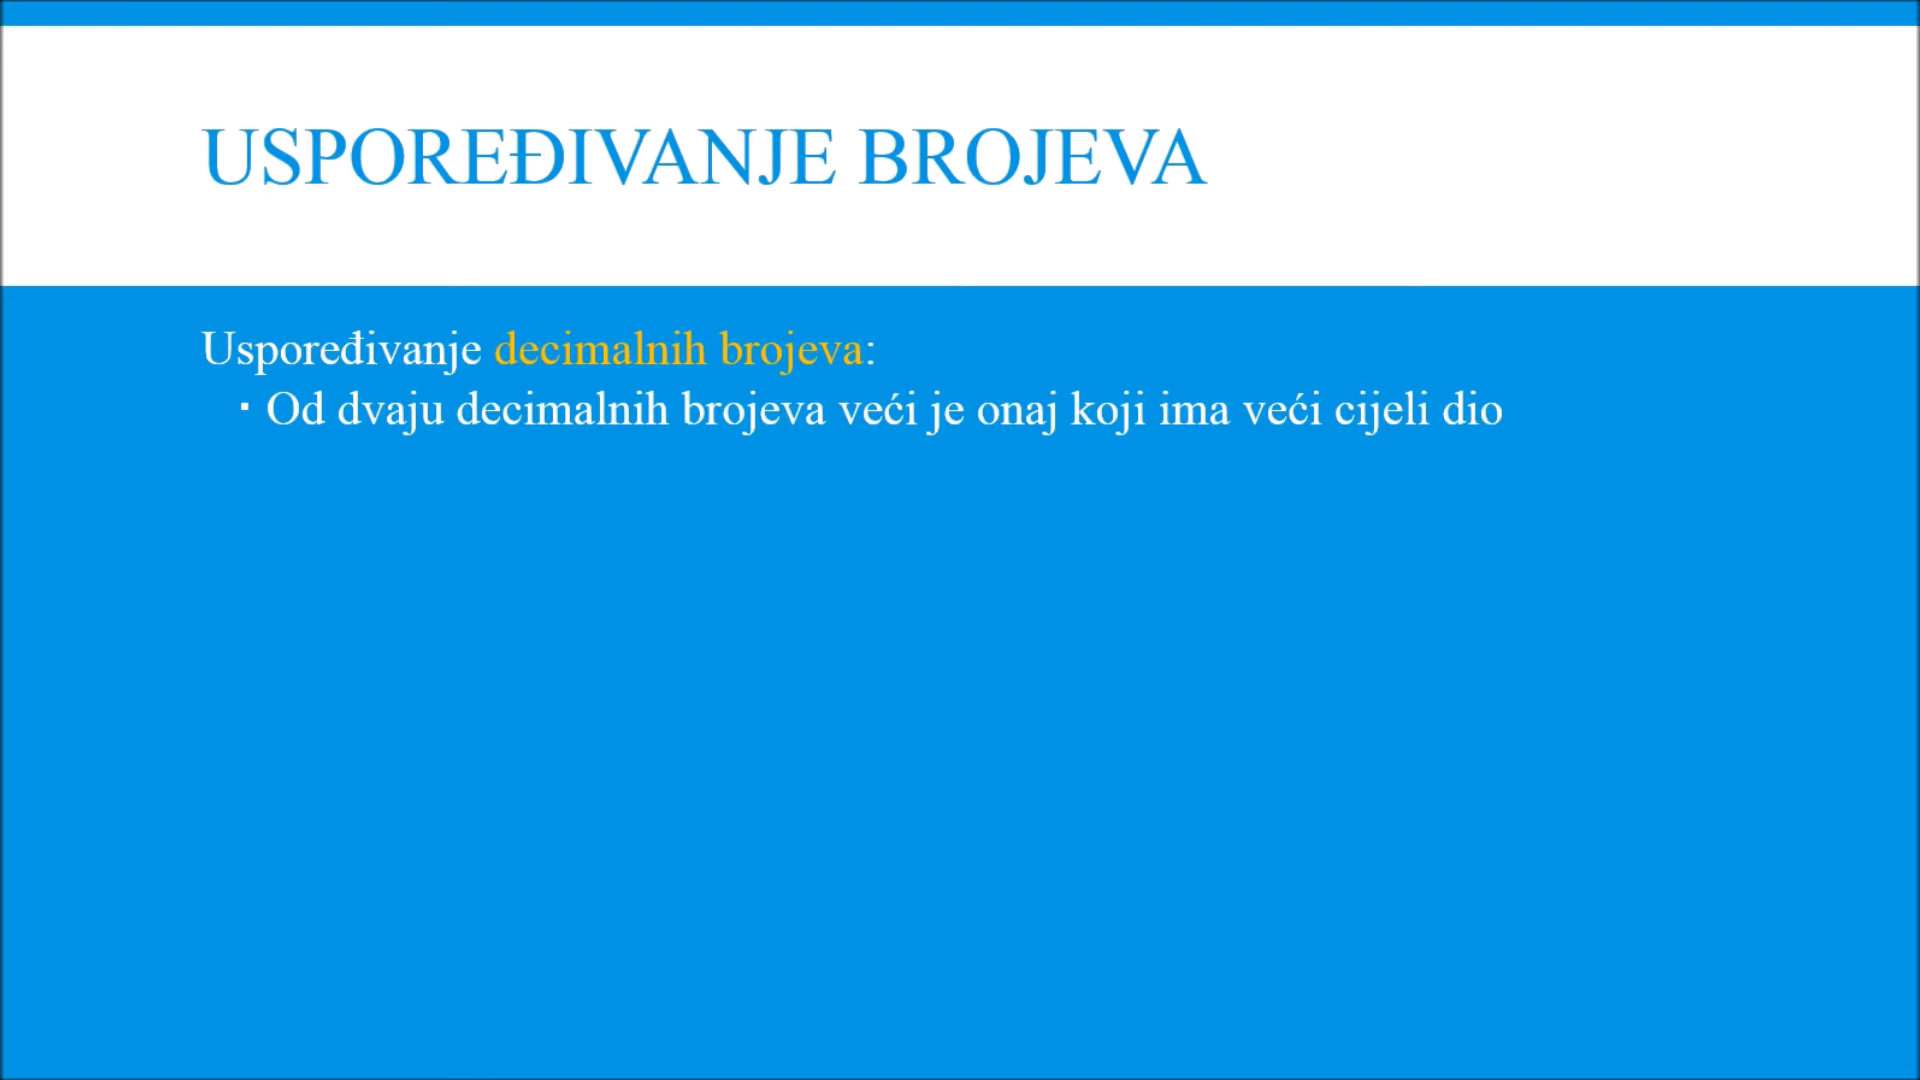 USPOREĐIVANJE BROJEVA
Uspoređivanje decimalnih brojeva:
▪ Od dvaju decimalnih brojeva veći je onaj koji ima veći cijeli dio